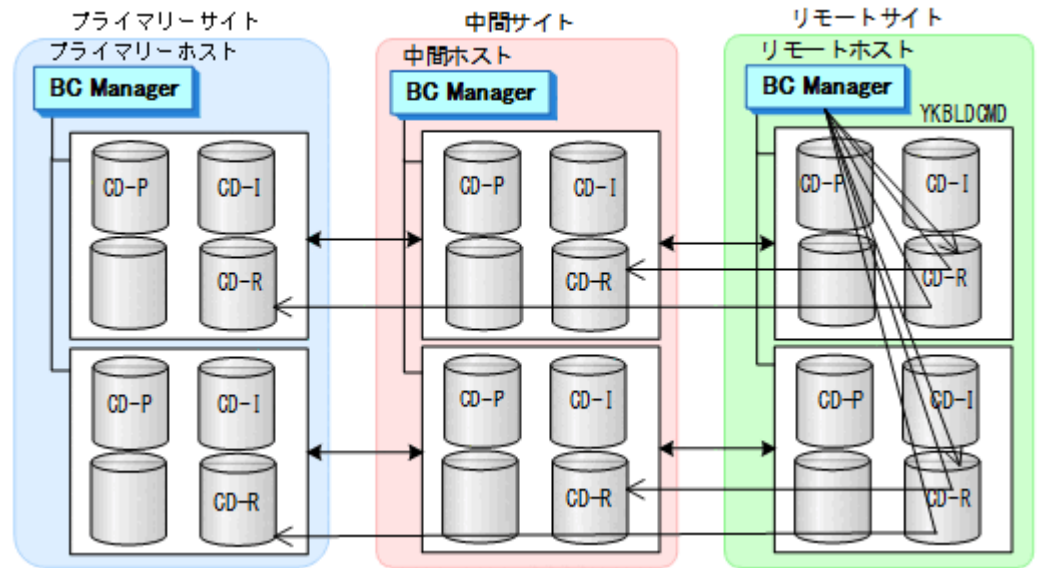 プライマリーサイト
中間サイト
リモートサイト
プライマリーホスト
中間ホスト
リモートホスト
BC Manager
BC Manager
BC Manager
YKBLDCMD
CD-P
CD-I
CD-P
CD-I
CD-P
CD-I
CD-R
CD-R
CD-R
CD-P
CD-I
CD-P
CD-I
CD-P
CD-I
CD-R
CD-R
CD-R